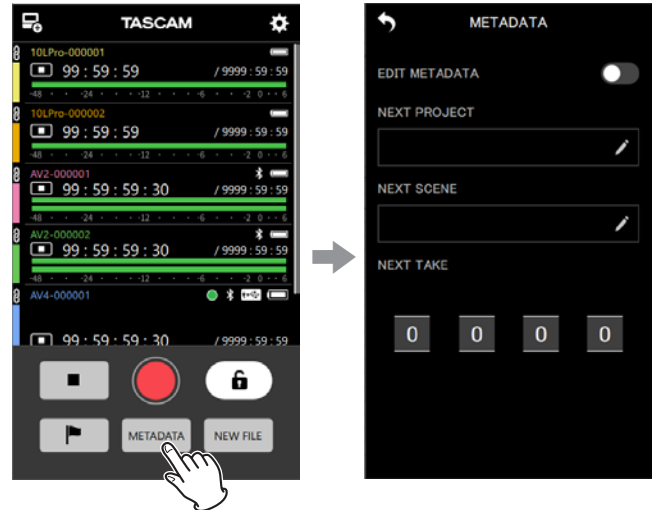 TASCAM
10LPro-000001
99 : 59 : 59 / 9999 : 59 : 59
-48 -24 -12 -6 -2 0 6
10LPro-000002
99 : 59 : 59 / 9999 : 59 : 59
-48 -24 -12 -6 -2 0 6
AV2-000001
99 : 59 : 59 : 30 / 9999 : 59 : 59
-48 -24 -12 -6 -2 0 6
AV2-000002
99 : 59 : 59 : 30 / 9999 : 59 : 59
-48 -24 -12 -6 -2 0 6
AV4-000001
99 : 59 : 59 : 30 / 9999 : 59 : 59
METADATA
NEW FILE
METADATA
EDIT METADATA
NEXT PROJECT
NEXT SCENE
NEXT TAKE
0 0 0 0